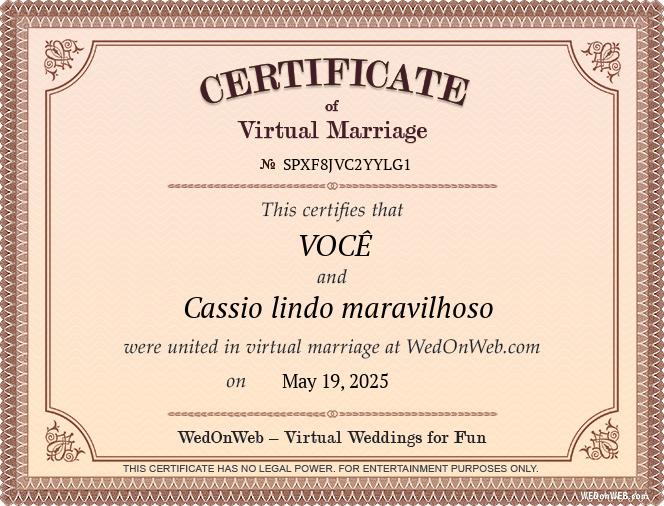 CERTIFICATE
of
Virtual Marriage
№ SPXF8JVC2YYLG1
This certifies that
VOCÊ
and
Cassio lindo maravilhoso
were united in virtual marriage at WedOnWeb.com
on May 19, 2025
WedOnWeb – Virtual Weddings for Fun
THIS CERTIFICATE HAS NO LEGAL POWER. FOR ENTERTAINMENT PURPOSES ONLY.
WEDonWEB.com